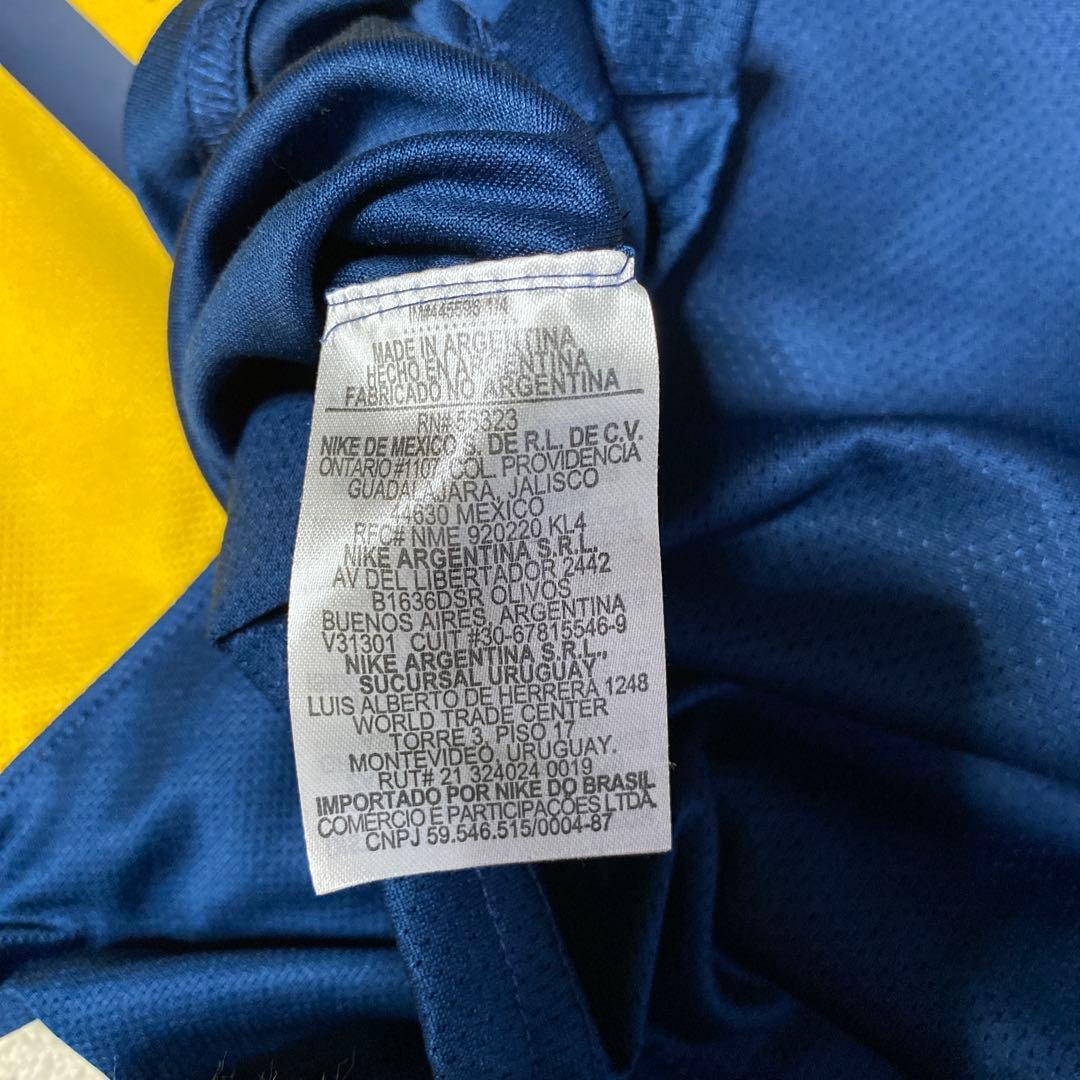 MADE IN ARGENTINA
HECHO EN ARGENTINA
FABRICADO NO ARGENTINA
RN# 56323
NIKE DE MEXICO S. DE R.L. DE C.V.
ONTARIO #1107, COL. PROVIDENCIA
GUADALAJARA, JALISCO
44630 MEXICO
RFC# NME 920220 KL4
NIKE ARGENTINA S.R.L.
AV DEL LIBERTADOR 2442
B1636DSR OLIVOS
BUENOS AIRES, ARGENTINA
V31301 CUIT #30-67815546-9
NIKE ARGENTINA S.R.L.,
SUCURSAL URUGUAY
LUIS ALBERTO DE HERRERA 1248
WORLD TRADE CENTER
TORRE 3, PISO 17
MONTEVIDEO, URUGUAY.
RUT# 21 324024 0019
IMPORTADO POR NIKE DO BRASIL
COMERCIO E PARTICIPAÇÕES LTDA.
CNPJ 59.546.515/0004-87